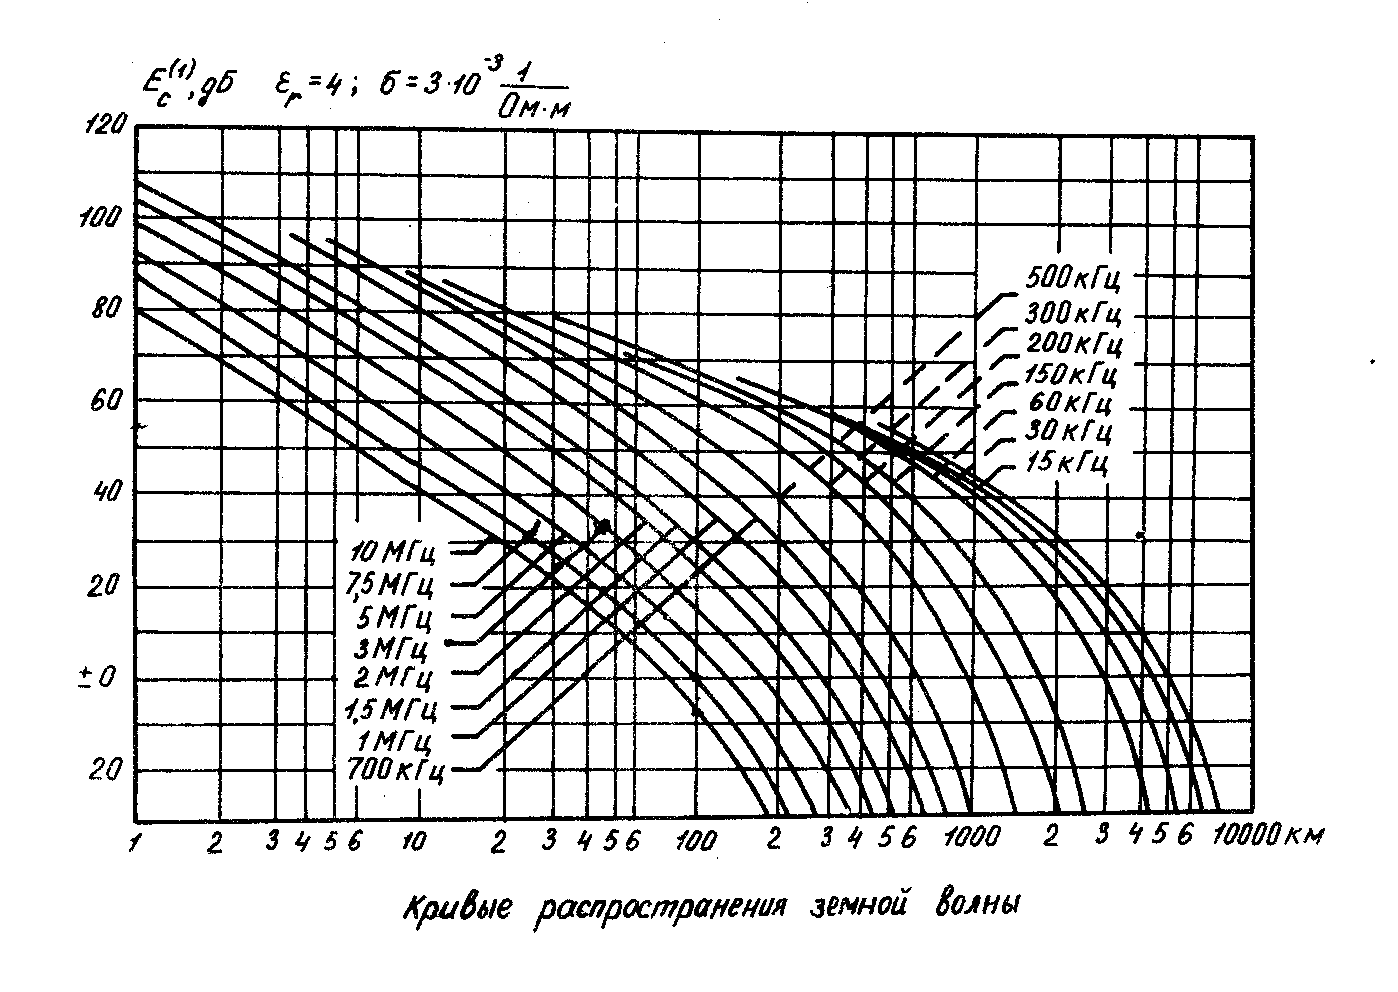 E_c^(1), дБ ε_r = 4; б = 3·10^-3 1/Ом·м
120
100
80
60
40
20
±0
20
500 кГц
300 кГц
200 кГц
150 кГц
60 кГц
30 кГц
15 кГц
10 МГц
7,5 МГц
5 МГц
3 МГц
2 МГц
1,5 МГц
1 МГц
700 кГц
1 2 3 4 5 6 10 2 3 4 5 6 100 2 3 4 5 6 1000 2 3 4 5 6 10000 км
Кривые распространения земной волны